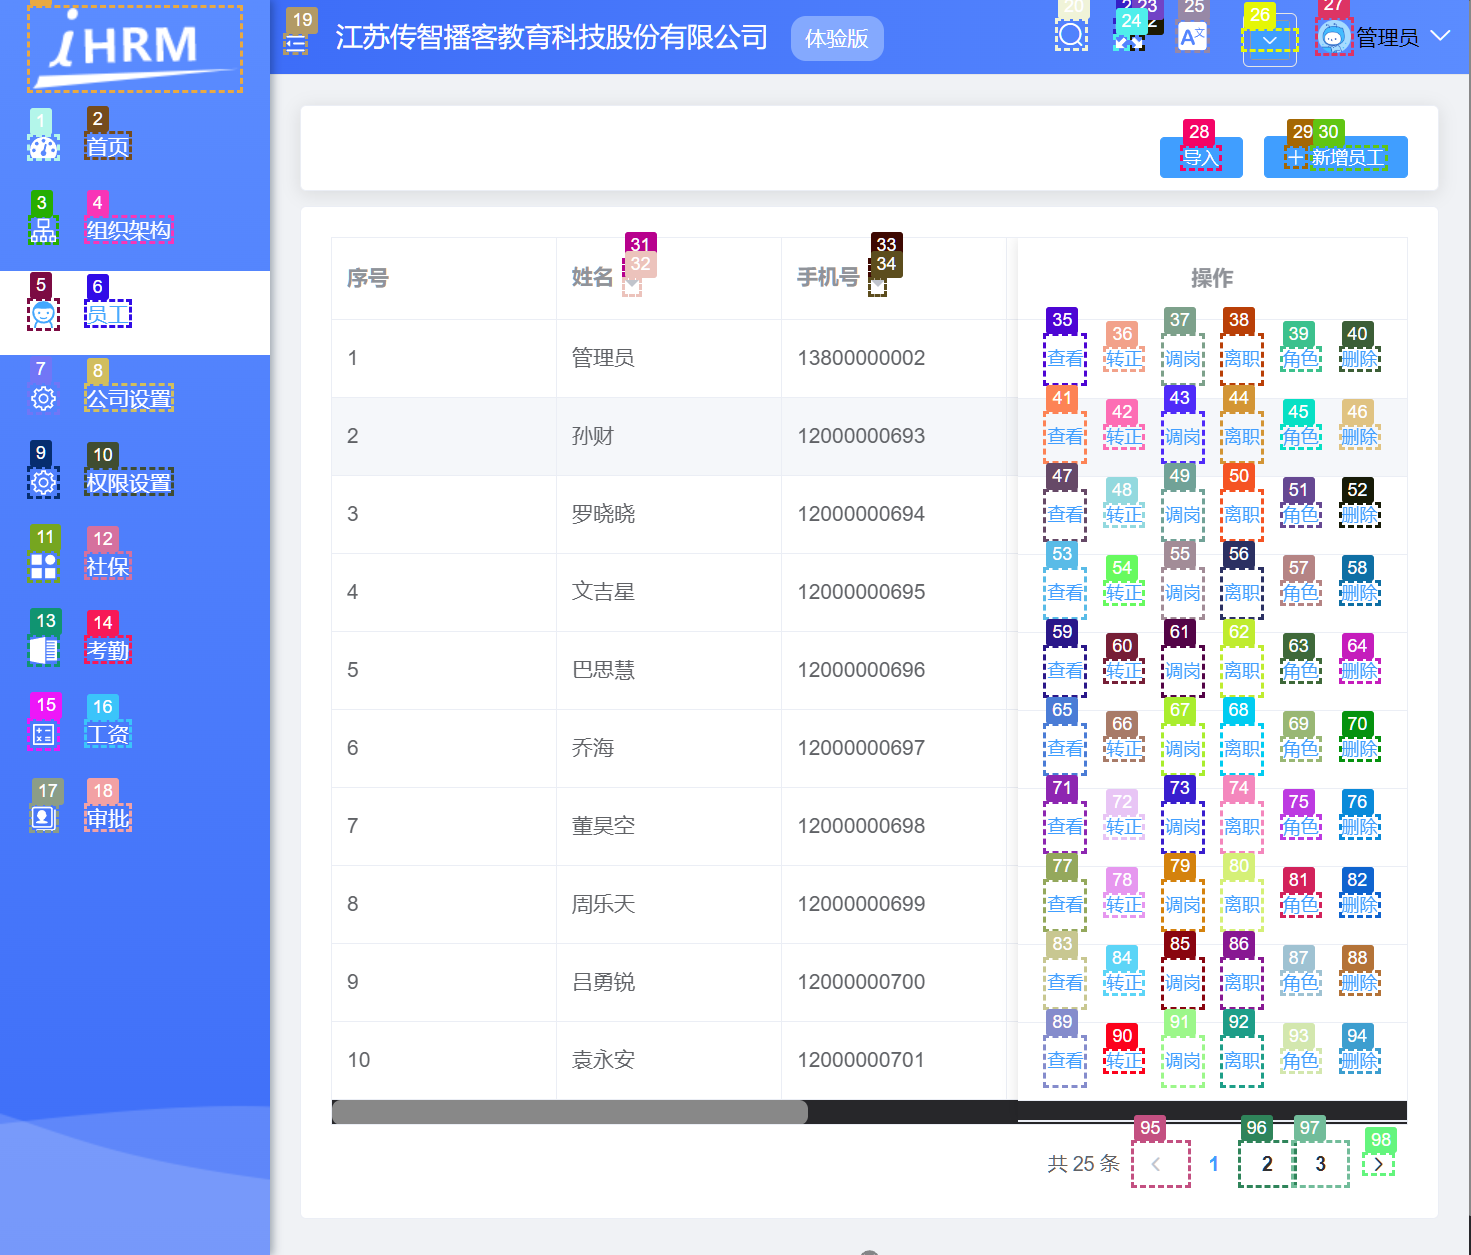 iHRM
19
江苏传智播客教育科技股份有限公司
体验版
20
23
24
25
26
27
管理员
1
2
首页
3
4
组织架构
5
6
员工
7
8
公司设置
9
10
权限设置
11
12
社保
13
14
考勤
15
16
工资
17
18
审批
28
导入
29
30
新增员工
31
32
33
34
序号 姓名 手机号 操作
35 36 37 38 39 40
1 管理员 13800000002 查看 转正 调岗 离职 角色 删除
41 42 43 44 45 46
2 孙财 12000000693 查看 转正 调岗 离职 角色 删除
47 48 49 50 51 52
3 罗晓晓 12000000694 查看 转正 调岗 离职 角色 删除
53 54 55 56 57 58
4 文吉星 12000000695 查看 转正 调岗 离职 角色 删除
59 60 61 62 63 64
5 巴思慧 12000000696 查看 转正 调岗 离职 角色 删除
65 66 67 68 69 70
6 乔海 12000000697 查看 转正 调岗 离职 角色 删除
71 72 73 74 75 76
7 董昊空 12000000698 查看 转正 调岗 离职 角色 删除
77 78 79 80 81 82
8 周乐天 12000000699 查看 转正 调岗 离职 角色 删除
83 84 85 86 87 88
9 吕勇锐 12000000700 查看 转正 调岗 离职 角色 删除
89 90 91 92 93 94
10 袁永安 12000000701 查看 转正 调岗 离职 角色 删除
95 96 97 98
共 25 条 1 2 3